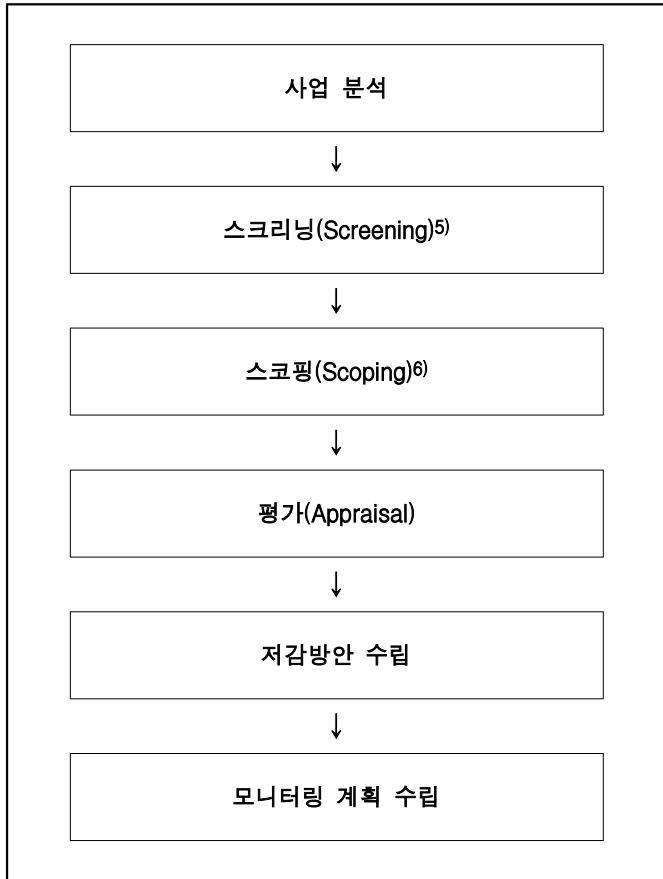 사업 분석
↓
스크리닝(Screening)5)
↓
스코핑(Scoping)6)
↓
평가(Appraisal)
↓
저감방안 수립
↓
모니터링 계획 수립